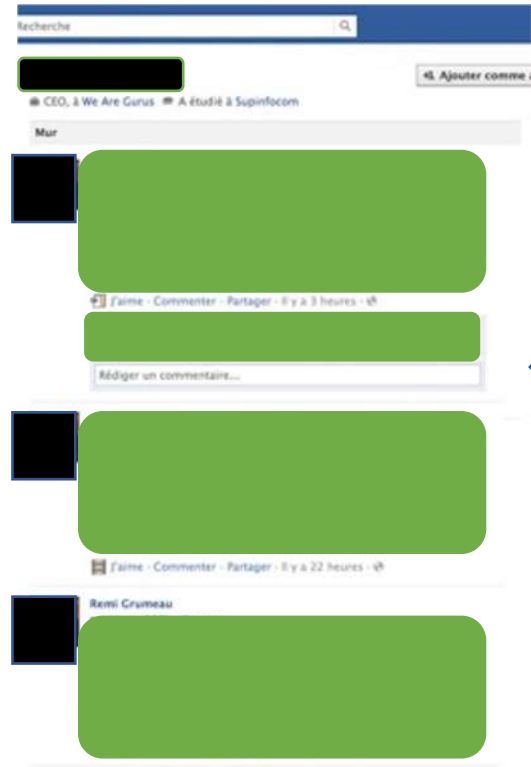 Recherche
Ajouter comme
CEO, à We Are Gurus A étudié à Supinfocom
Mur
J'aime · Commenter · Partager · Il y a 3 heures ·
Rédiger un commentaire...
J'aime · Commenter · Partager · Il y a 22 heures ·
Remi Grumeau